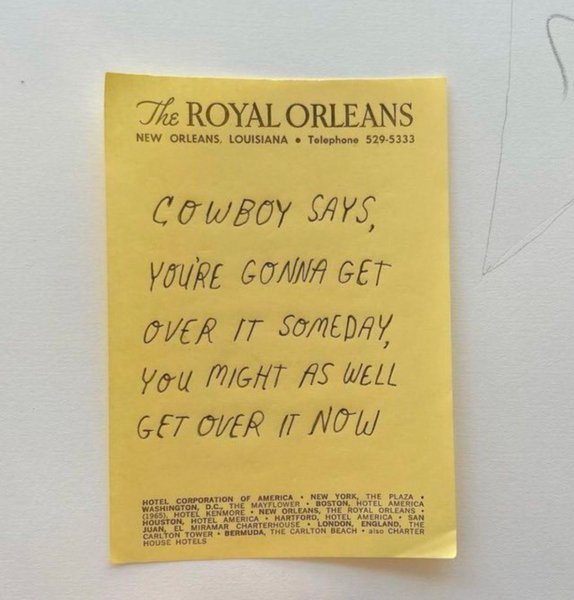 The ROYAL ORLEANS
NEW ORLEANS, LOUISIANA • Telephone 529-5333
COWBOY SAYS,
YOU'RE GONNA GET
OVER IT SOMEDAY,
YOU MIGHT AS WELL
GET OVER IT NOW
HOTEL CORPORATION OF AMERICA • NEW YORK, THE PLAZA •
WASHINGTON, D.C., THE MAYFLOWER • BOSTON, HOTEL AMERICA
(1965), HOTEL KENMORE • NEW ORLEANS, THE ROYAL ORLEANS •
HOUSTON, HOTEL AMERICA • HARTFORD, HOTEL AMERICA • SAN
JUAN, EL MIRAMAR CHARTERHOUSE • LONDON, ENGLAND, THE
CARLTON TOWER • BERMUDA, THE CARLTON BEACH • also CHARTER
HOUSE HOTELS